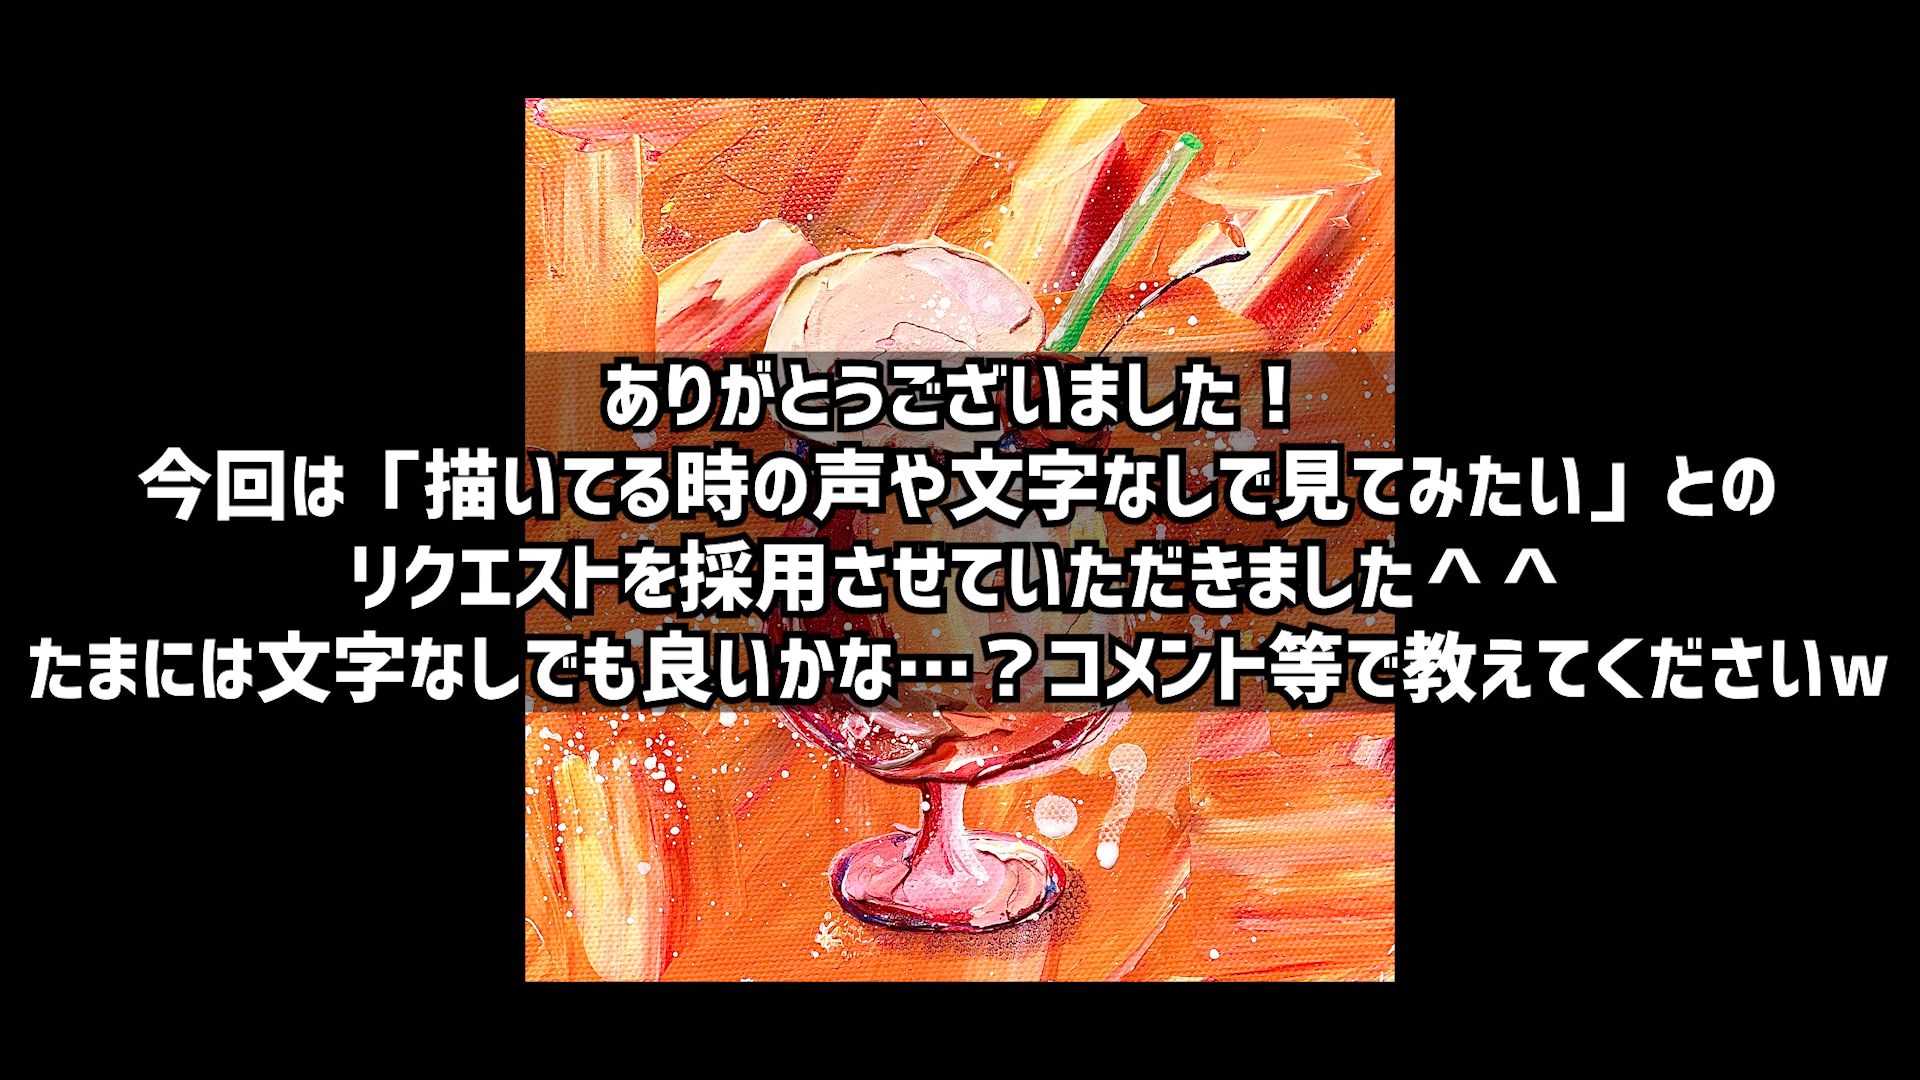 ありがとうございました！
今回は「描いてる時の声や文字なしで見てみたい」との
リクエストを採用させていただきました＾＾
たまには文字なしでも良いかな…？コメント等で教えてくださいw